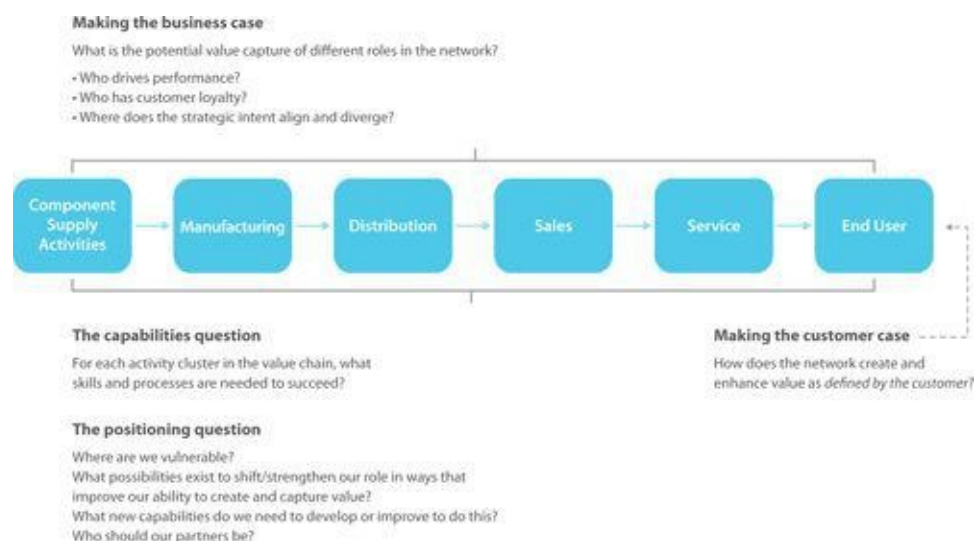 Making the business case
What is the potential value capture of different roles in the network?
• Who drives performance?
• Who has customer loyalty?
• Where does the strategic intent align and diverge?
Component
Supply
Activities
Manufacturing
Distribution
Sales
Service
End User
The capabilities question
For each activity cluster in the value chain, what
skills and processes are needed to succeed?
Making the customer case
How does the network create and
enhance value as defined by the customer?
The positioning question
Where are we vulnerable?
What possibilities exist to shift/strengthen our role in ways that
improve our ability to create and capture value?
What new capabilities do we need to develop or improve to do this?
Who should our partners be?